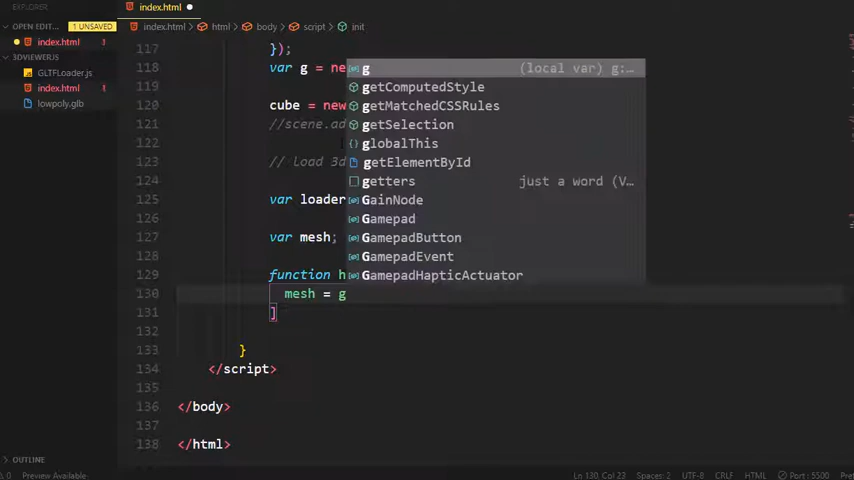 EXPLORER
OPEN EDIT... 1 UNSAVED
index.html
3DVIEWERJS
GLTFLoader.js
index.html
lowpoly.glb
OUTLINE
index.html
index.html > html > body > script > init
117 });
118 var g = ne
119
120 cube = new
121 //scene.ad
122
123 // load 3d
124
125 var loader
126
127 var mesh;
128
129 function h
130 mesh = g
131 ]
132
133 }
134 </script>
135
136 </body>
137
138 </html>
g (local var) g:...
getComputedStyle
getMatchedCSSRules
getSelection
globalThis
getElementById
getters just a word (V...
GainNode
Gamepad
GamepadButton
GamepadEvent
GamepadHapticActuator
0 Preview Available
Ln 130, Col 23 Spaces: 2 UTF-8 CRLF HTML Port : 5500